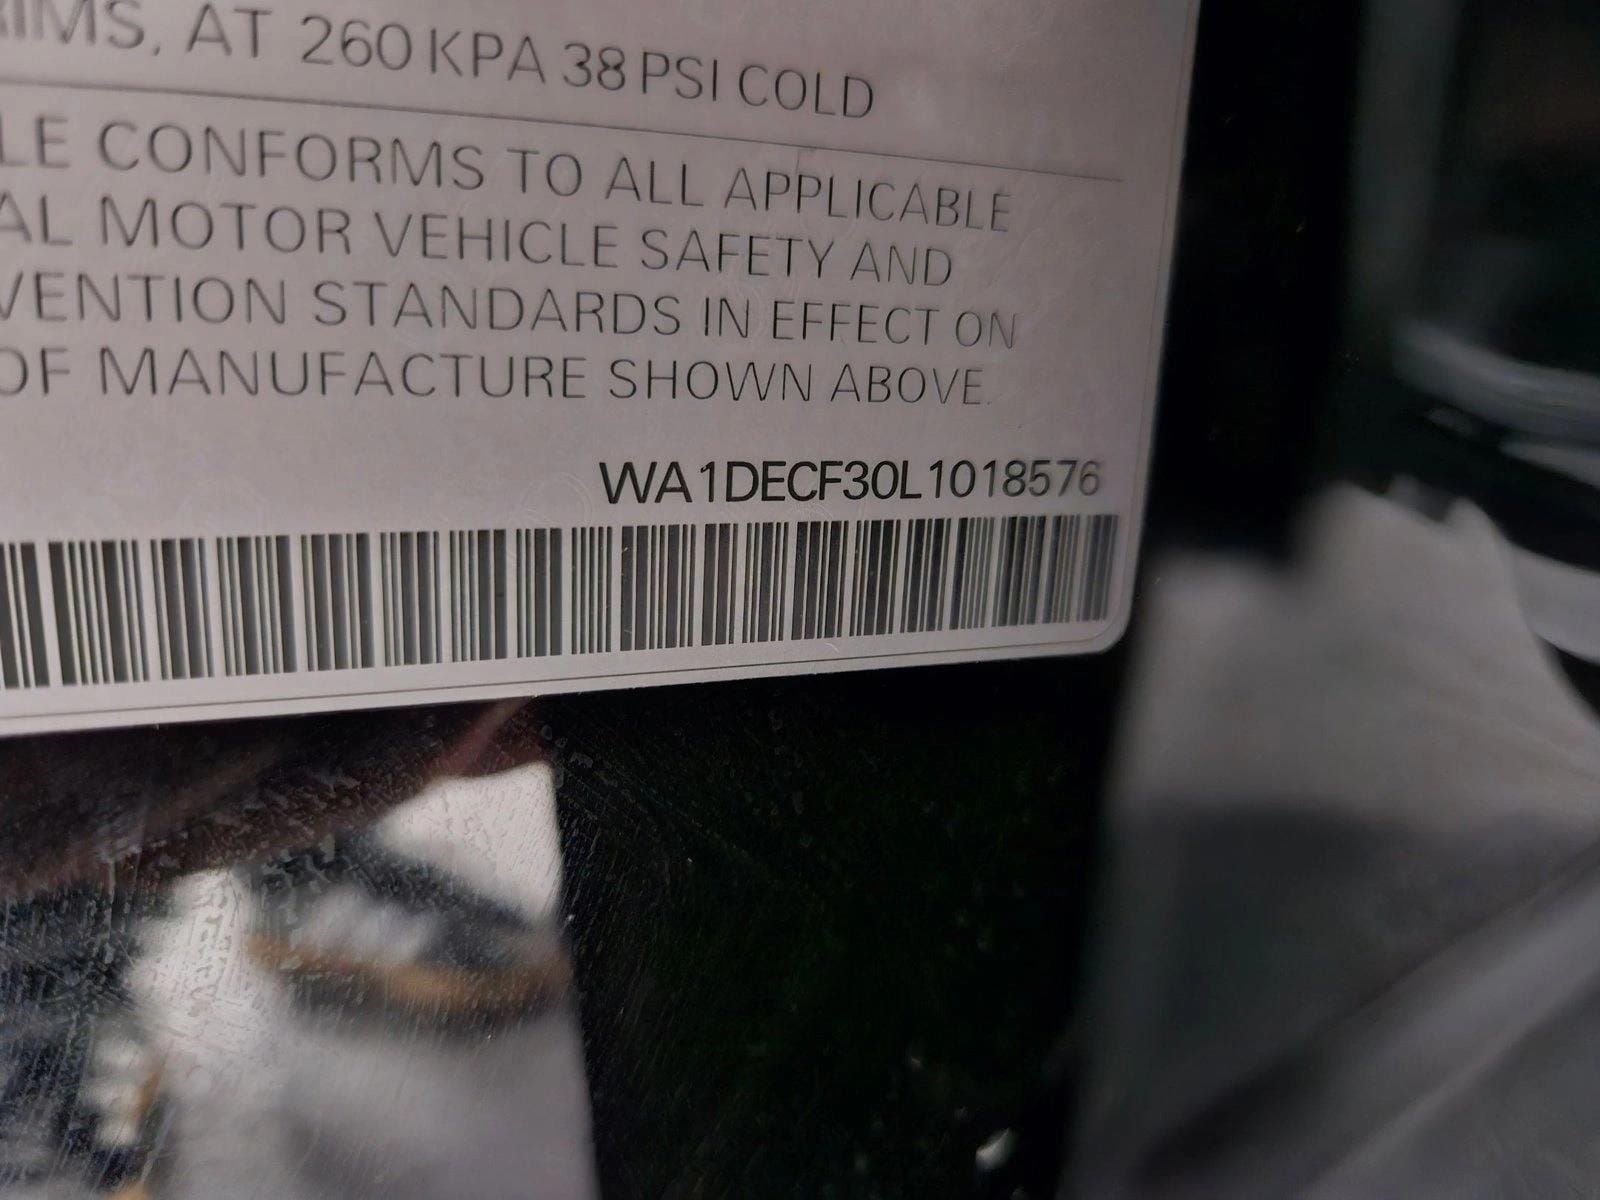 RIMS, AT 260 KPA 38 PSI COLD
LE CONFORMS TO ALL APPLICABLE
AL MOTOR VEHICLE SAFETY AND
VENTION STANDARDS IN EFFECT ON
OF MANUFACTURE SHOWN ABOVE.
WA1DECF30L1018576